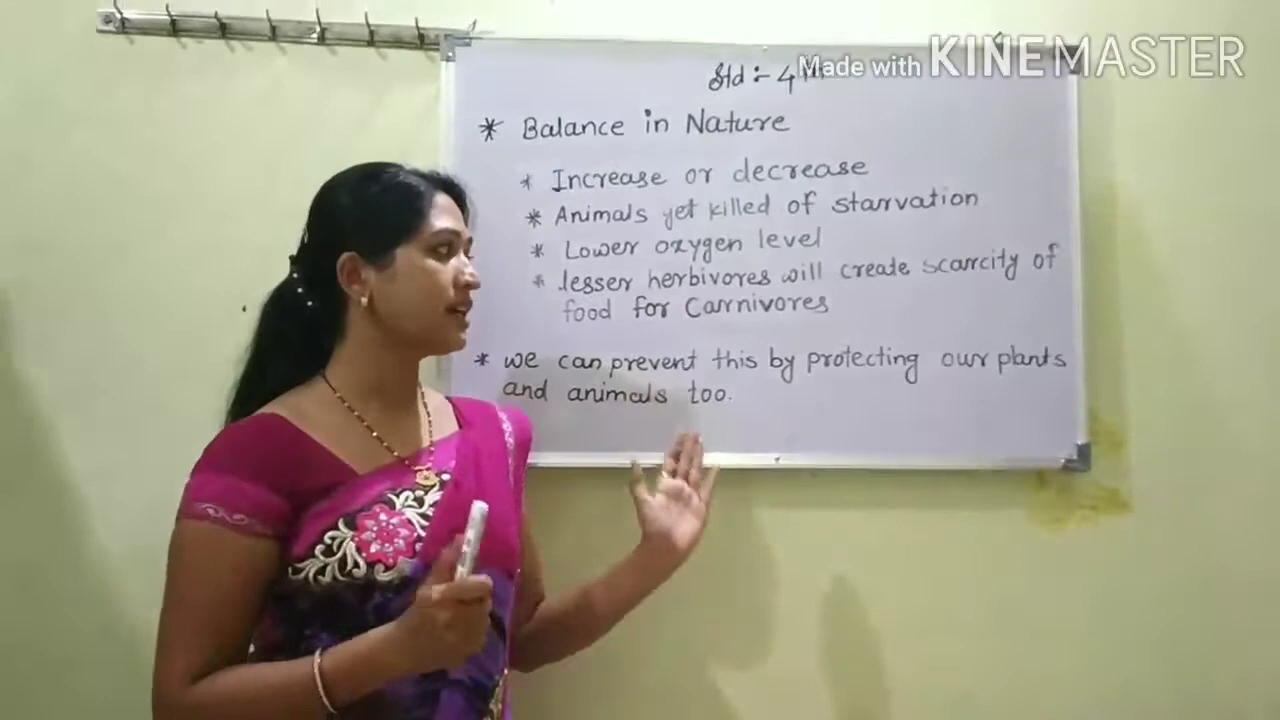 Made with KINEMASTER
Std :- 4th
* Balance in Nature
* Increase or decrease
* Animals yet killed of starvation
* Lower oxygen level
* lesser herbivores will create scarcity of
food for Carnivores
* we can prevent this by protecting our plants
and animals too.